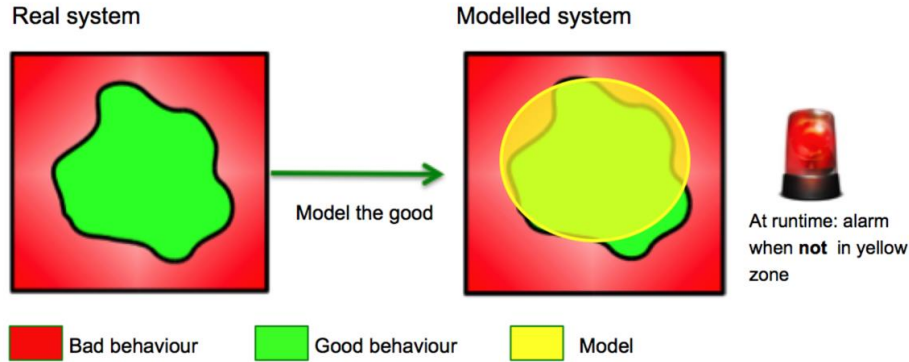 Real system
Modelled system
Model the good
At runtime: alarm
when not in yellow
zone
Bad behaviour
Good behaviour
Model